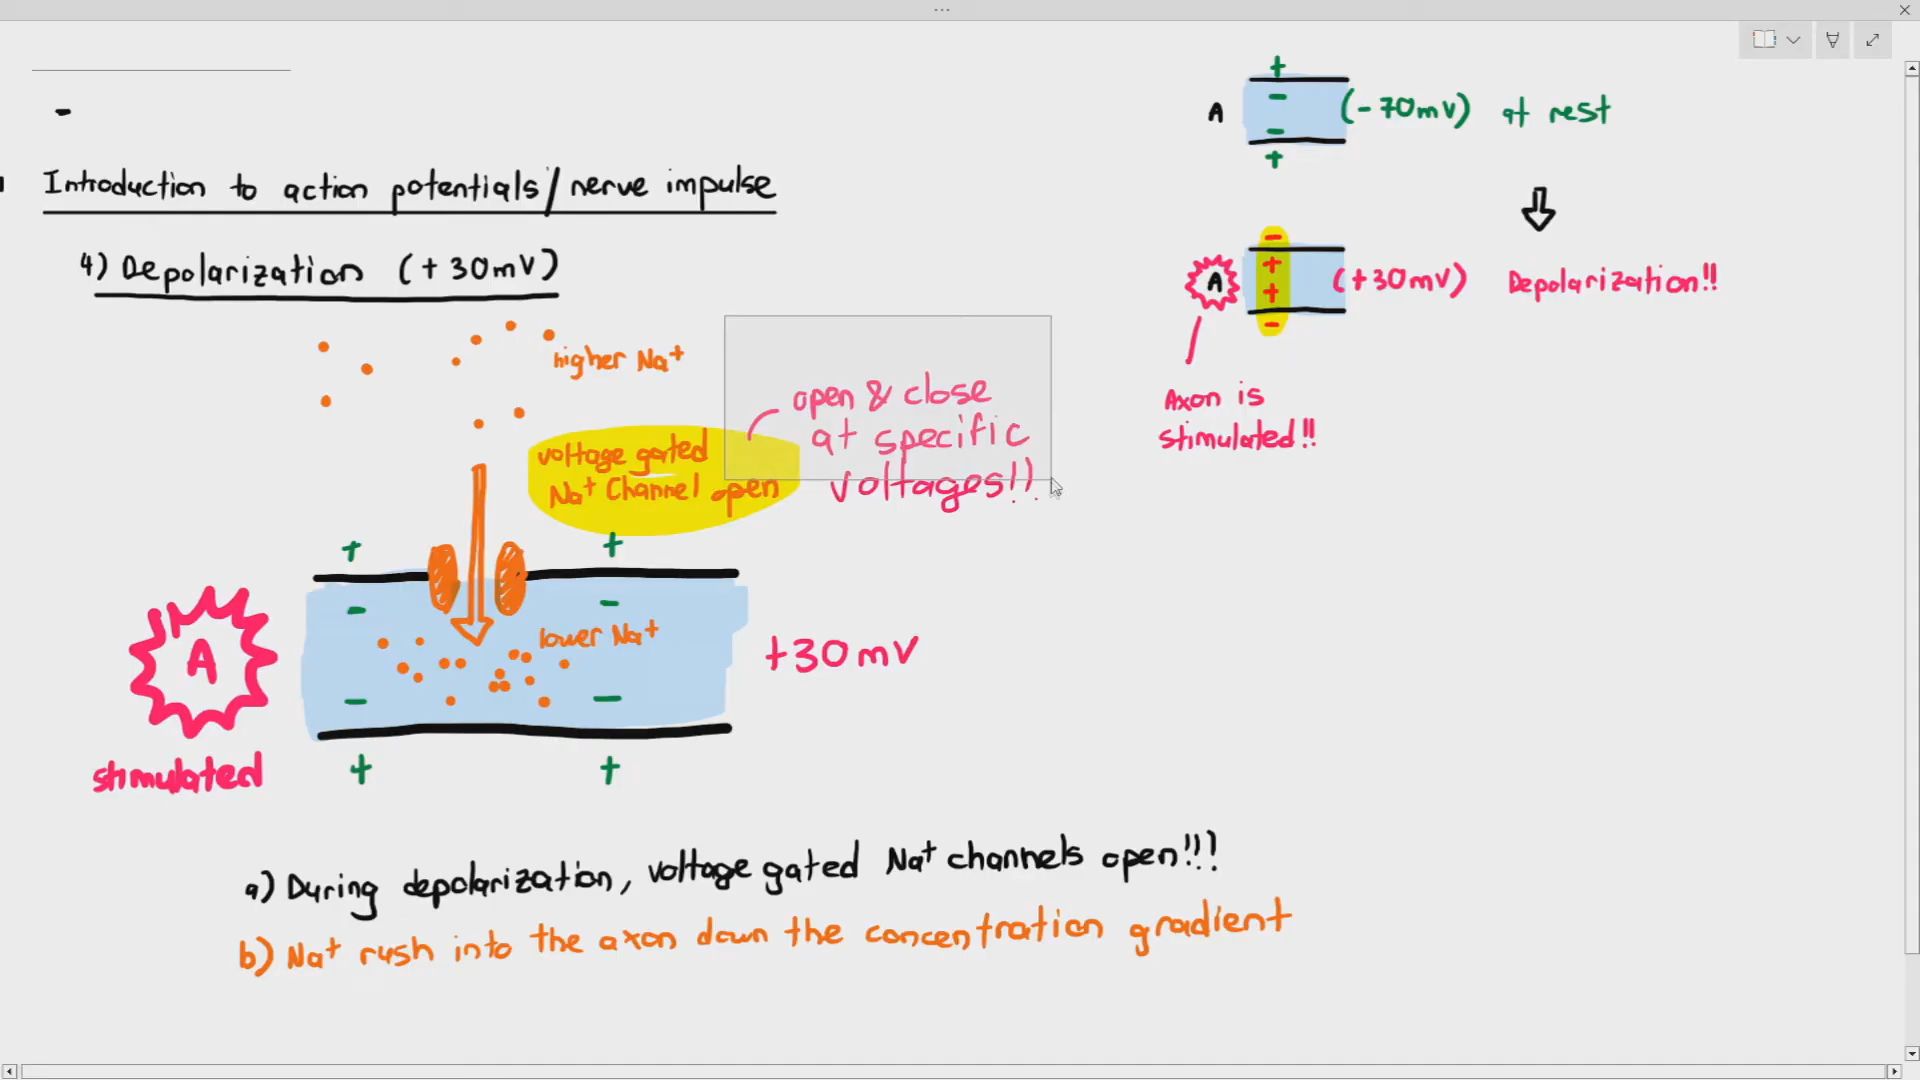 Introduction to action potentials/nerve impulse
4) Depolarization (+30mV)
higher Na+
open & close
at specific
voltages!!
voltage gated
Na+ Channel open
+ +
- -
lower Na+
A
+30mV
- -
stimulated
+ +
a) During depolarization, voltage gated Na+ channels open!!!
b) Na+ rush into the axon down the concentration gradient
+
-
A (-70mV) at rest
-
+
-
+
A (+30mV) Depolarization!!
+
-
Axon is
stimulated!!